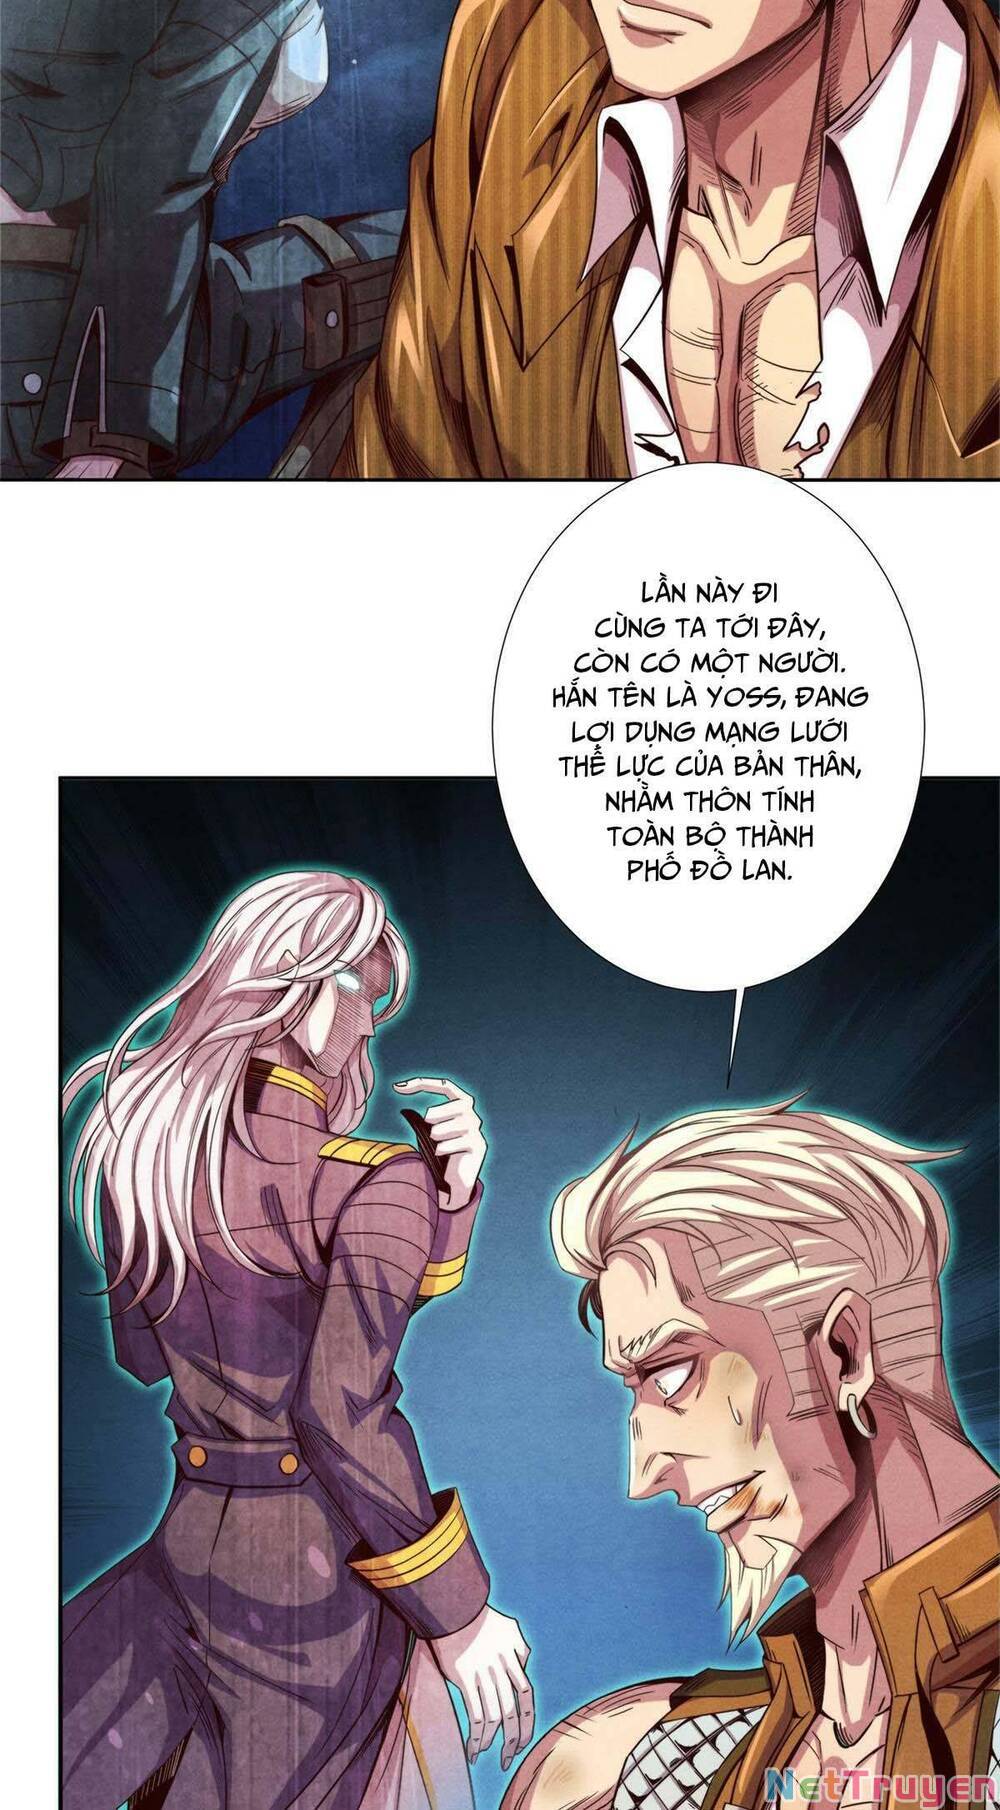 LẦN NÀY ĐI
CÙNG TA TỚI ĐÂY,
CÒN CÓ MỘT NGƯỜI.
HẮN TÊN LÀ YOSS, ĐANG
LỢI DỤNG MẠNG LƯỚI
THẾ LỰC CỦA BẢN THÂN,
NHẰM THÔN TÍNH
TOÀN BỘ THÀNH
PHỐ ĐỒ LAN.
NetTruyen